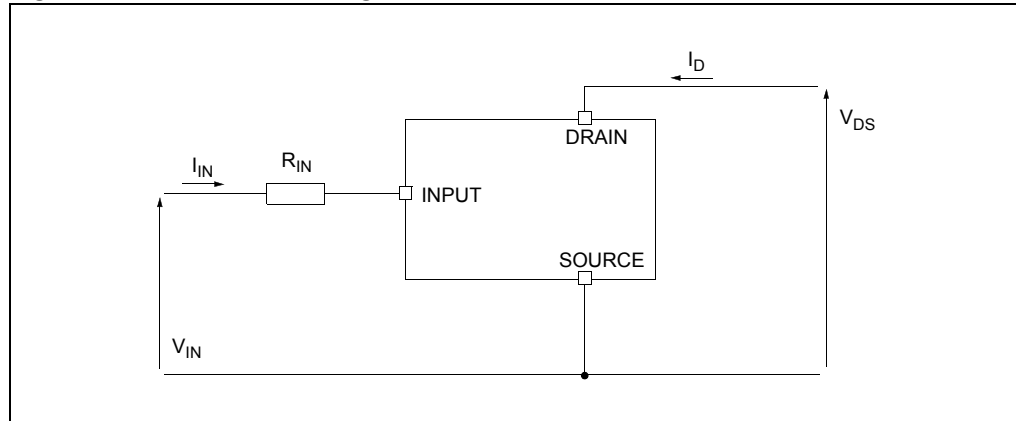 I_D
V_DS
DRAIN
I_IN
R_IN
INPUT
SOURCE
V_IN